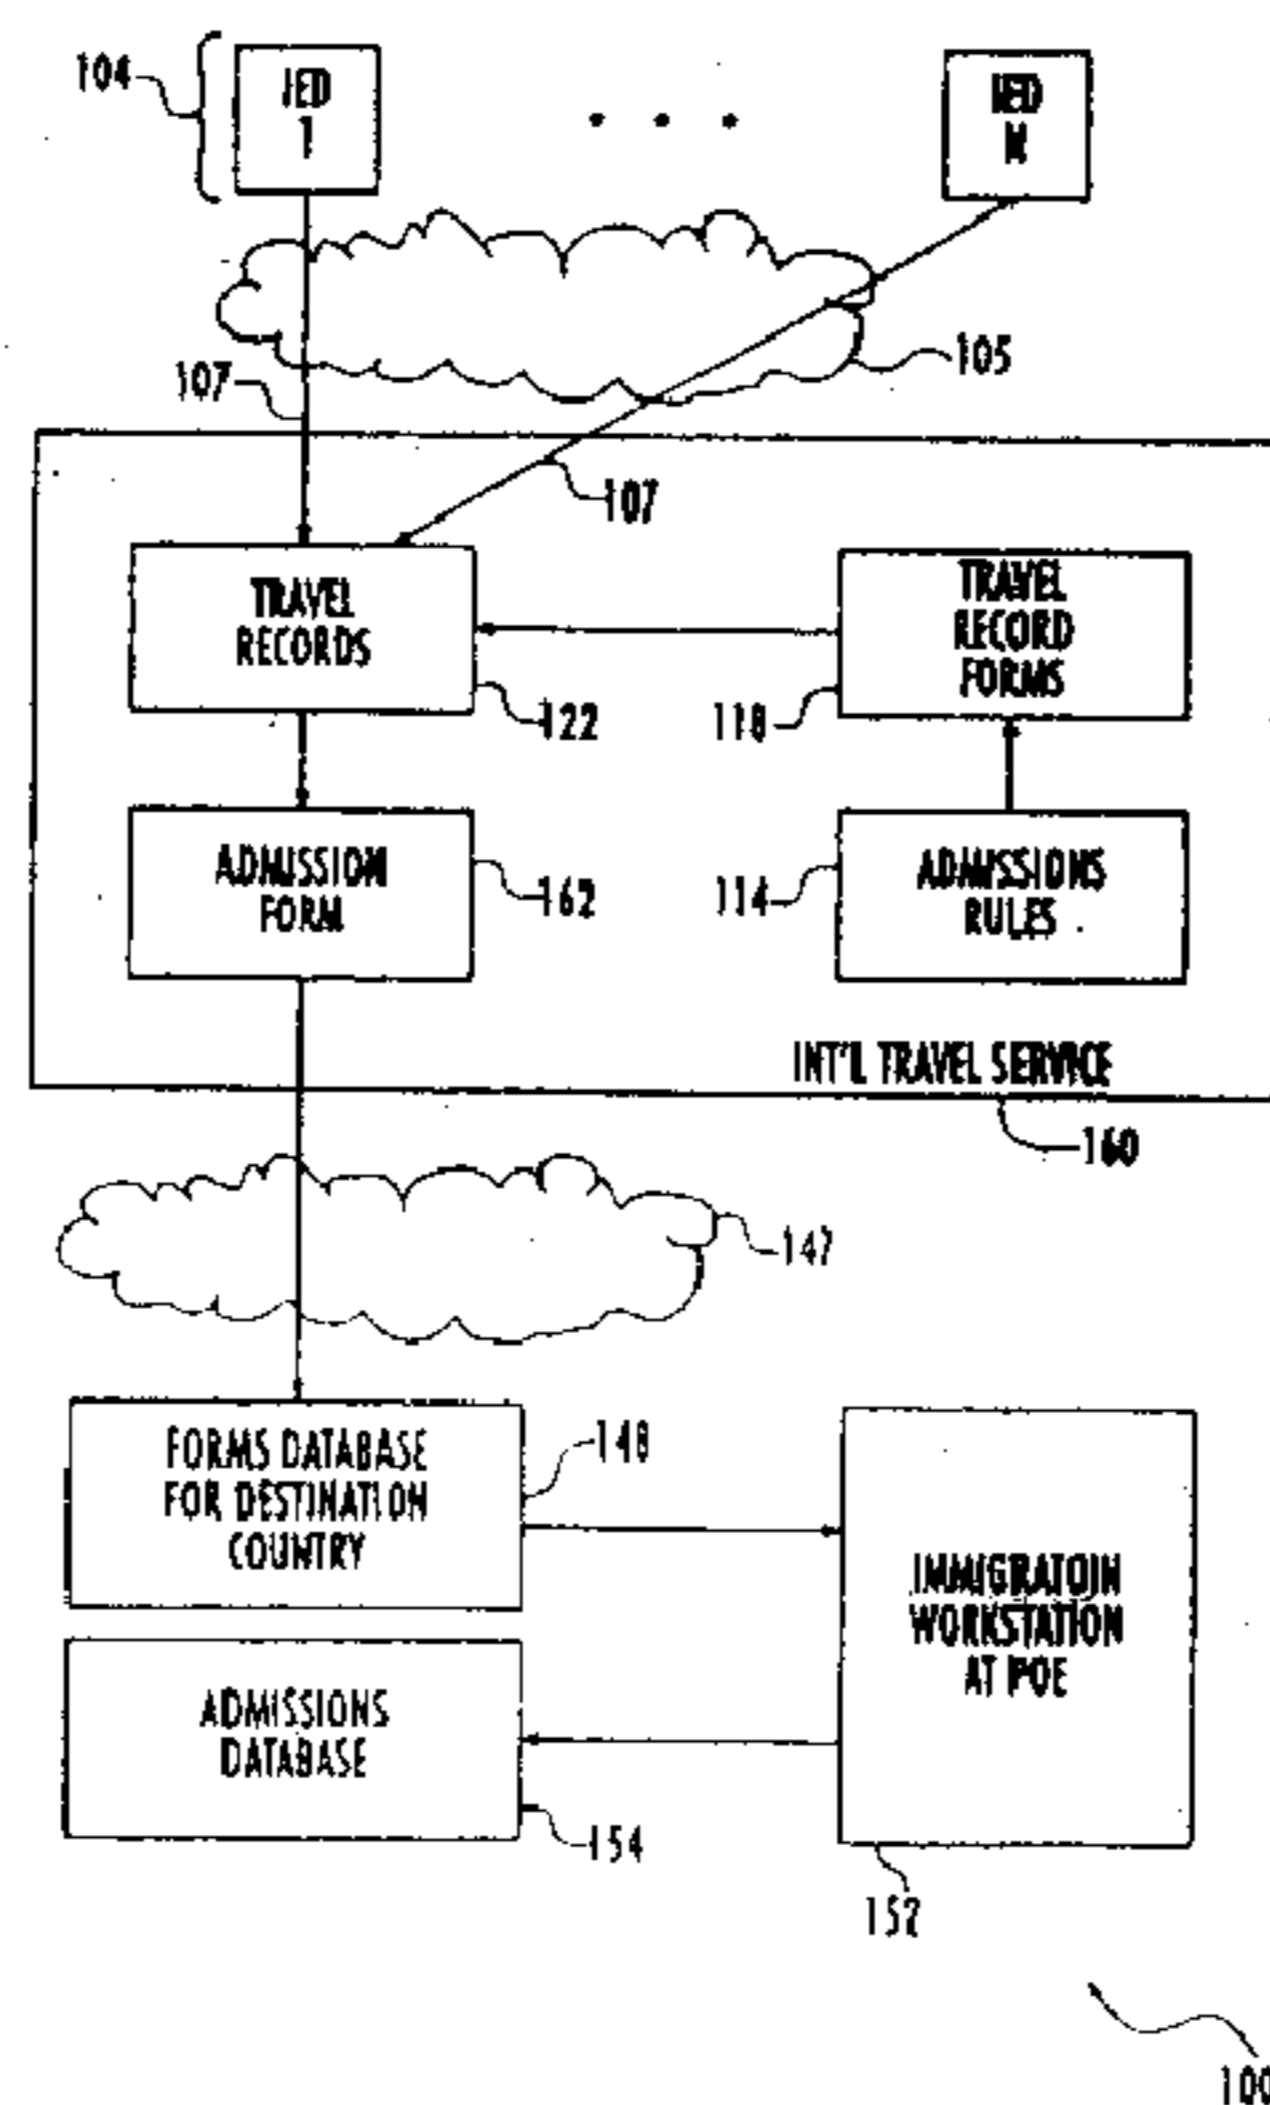 104
IED
1
. . .
IED
N
105
107
107
TRAVEL
RECORDS
122
TRAVEL
RECORD
FORMS
118
ADMISSION
FORM
162
114
ADMISSIONS
RULES
INT'L TRAVEL SERVICE
160
147
FORMS DATABASE
FOR DESTINATION
COUNTRY
148
IMMIGRATOIN
WORKSTATION
AT POE
ADMISSIONS
DATABASE
154
152
100